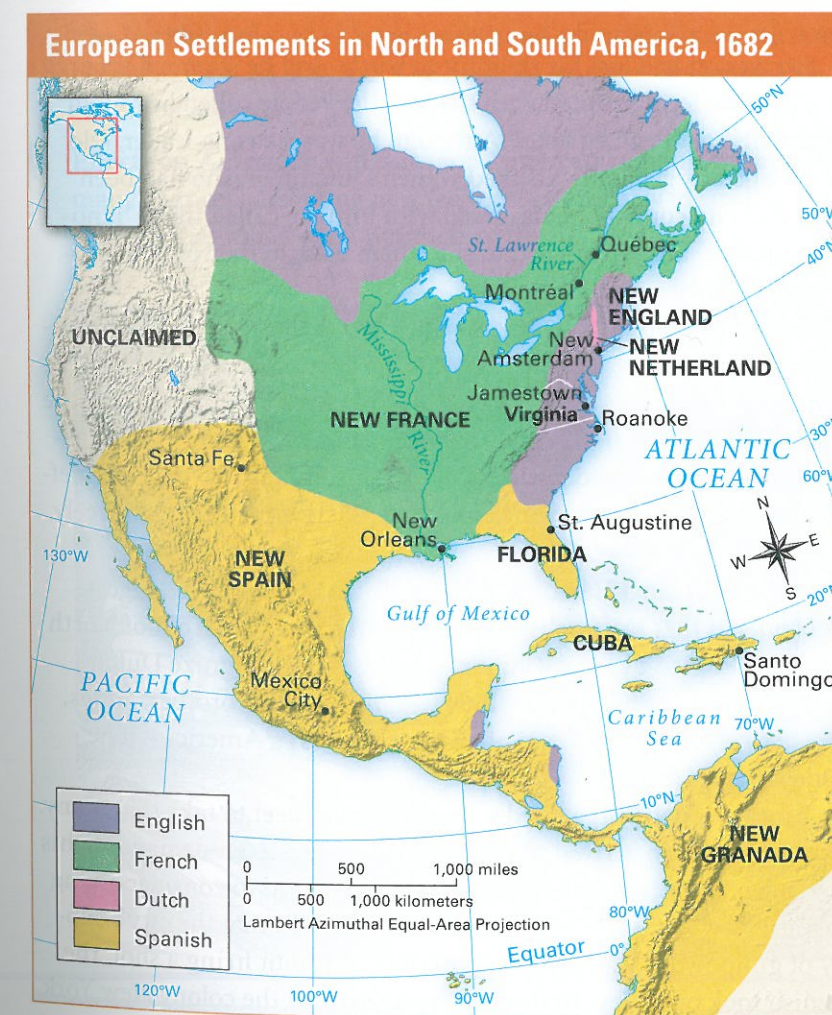 European Settlements in North and South America, 1682
50°N
50°W
40°N
St. Lawrence
River
Québec
Montréal
NEW
ENGLAND
New
Amsterdam
NEW
NETHERLAND
UNCLAIMED
Mississippi River
Jamestown
Virginia
NEW FRANCE
Roanoke
30°N
ATLANTIC
OCEAN
60°W
Santa Fe
N
W
E
S
New
Orleans
St. Augustine
FLORIDA
130°W
NEW
SPAIN
20°N
Gulf of Mexico
CUBA
Santo
Domingo
PACIFIC
OCEAN
Mexico
City
Caribbean
Sea
70°W
10°N
NEW
GRANADA
English
French
Dutch
Spanish
0 500 1,000 miles
0 500 1,000 kilometers
Lambert Azimuthal Equal-Area Projection
80°W
Equator
0°
120°W
100°W
90°W